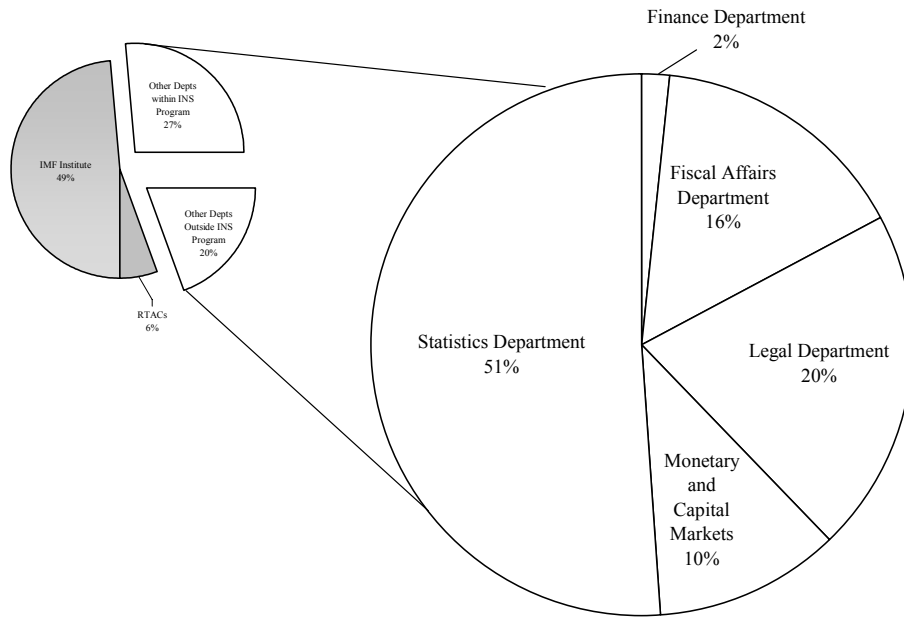 Finance Department
2%
Other Depts
within INS
Program
27%
IMF Institute
49%
Other Depts
Outside INS
Program
20%
RTACs
6%
Fiscal Affairs
Department
16%
Statistics Department
51%
Legal Department
20%
Monetary
and
Capital
Markets
10%